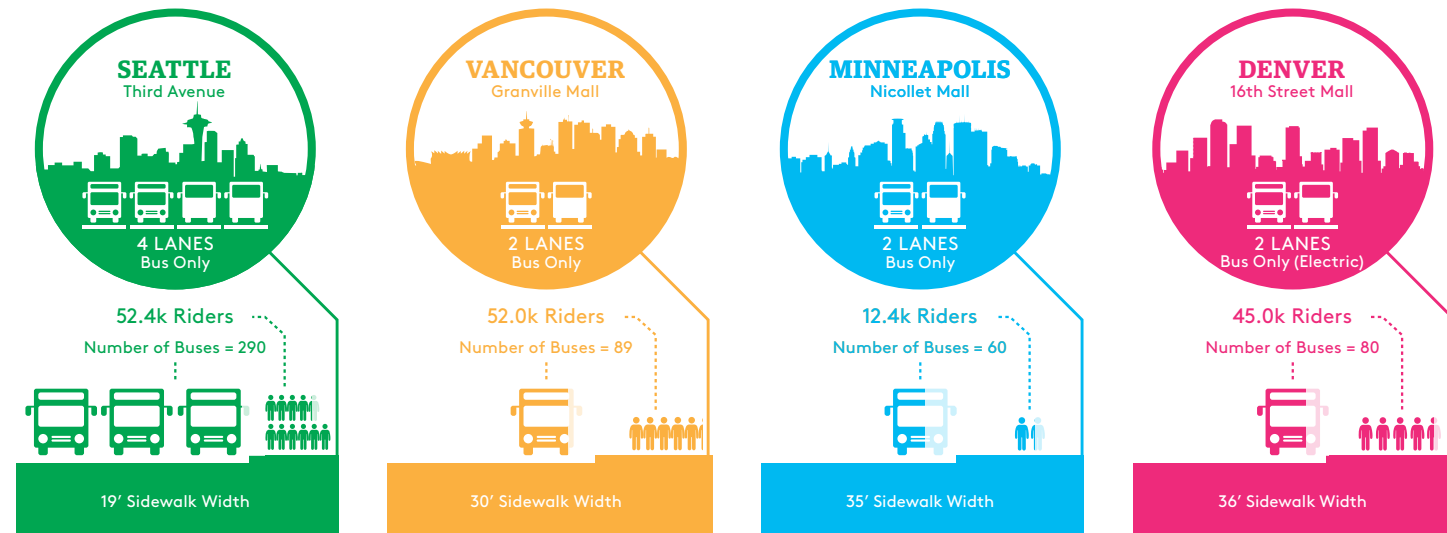 SEATTLE
Third Avenue
4 LANES
Bus Only
52.4k Riders
Number of Buses = 290
19’ Sidewalk Width
VANCOUVER
Granville Mall
2 LANES
Bus Only
52.0k Riders
Number of Buses = 89
30’ Sidewalk Width
MINNEAPOLIS
Nicollet Mall
2 LANES
Bus Only
12.4k Riders
Number of Buses = 60
35’ Sidewalk Width
DENVER
16th Street Mall
2 LANES
Bus Only (Electric)
45.0k Riders
Number of Buses = 80
36’ Sidewalk Width